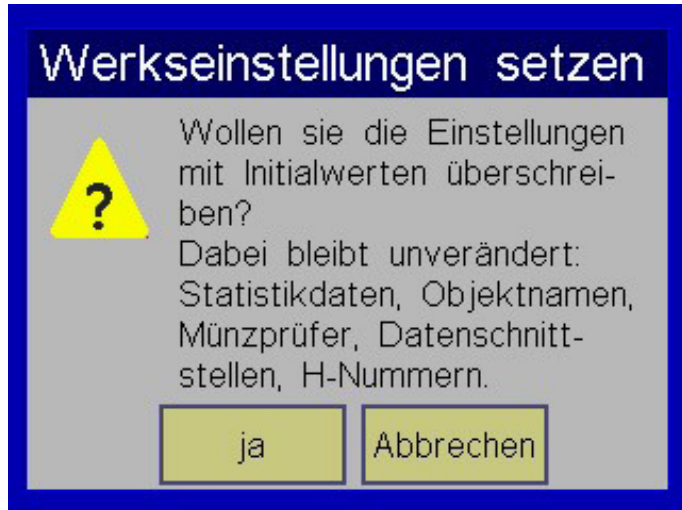 Werkseinstellungen setzen
Wollen sie die Einstellungen
mit Initialwerten überschrei-
ben?
Dabei bleibt unverändert:
Statistikdaten, Objektnamen,
Münzprüfer, Datenschnitt-
stellen, H-Nummern.
?
ja
Abbrechen